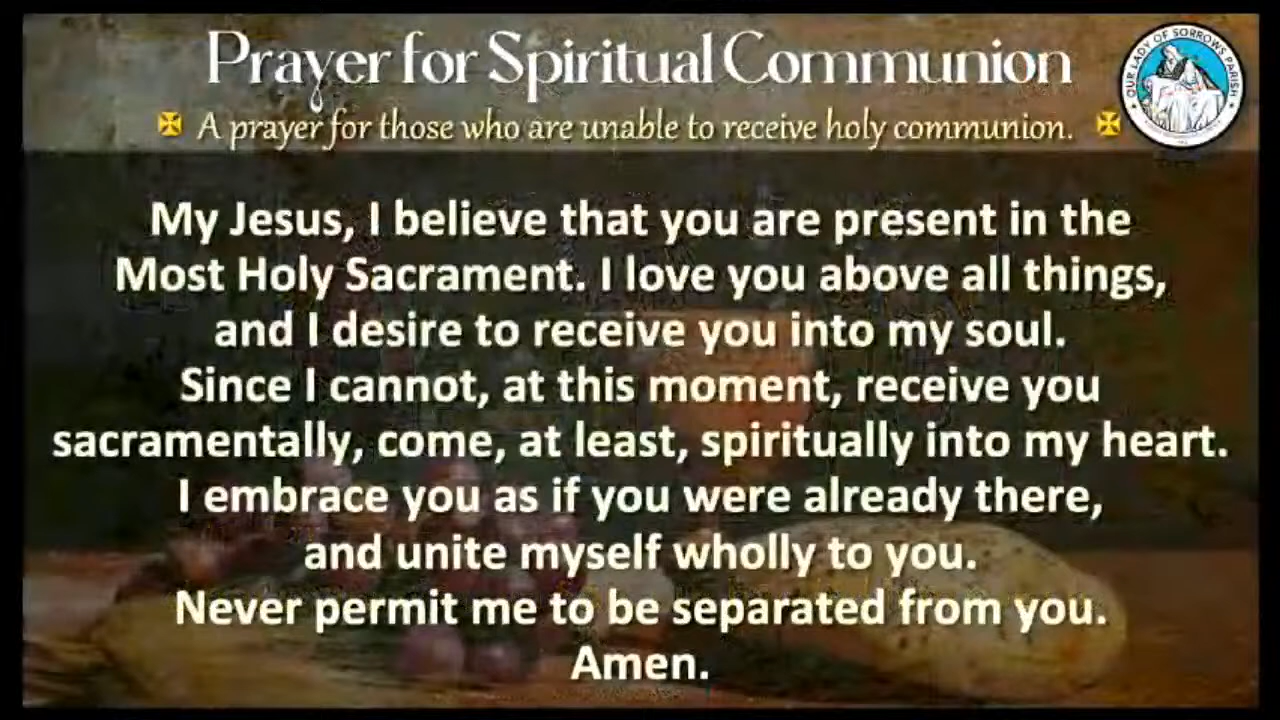 Prayer for Spiritual Communion
A prayer for those who are unable to receive holy communion.
OUR LADY OF SORROWS PARISH
My Jesus, I believe that you are present in the
Most Holy Sacrament. I love you above all things,
and I desire to receive you into my soul.
Since I cannot, at this moment, receive you
sacramentally, come, at least, spiritually into my heart.
I embrace you as if you were already there,
and unite myself wholly to you.
Never permit me to be separated from you.
Amen.